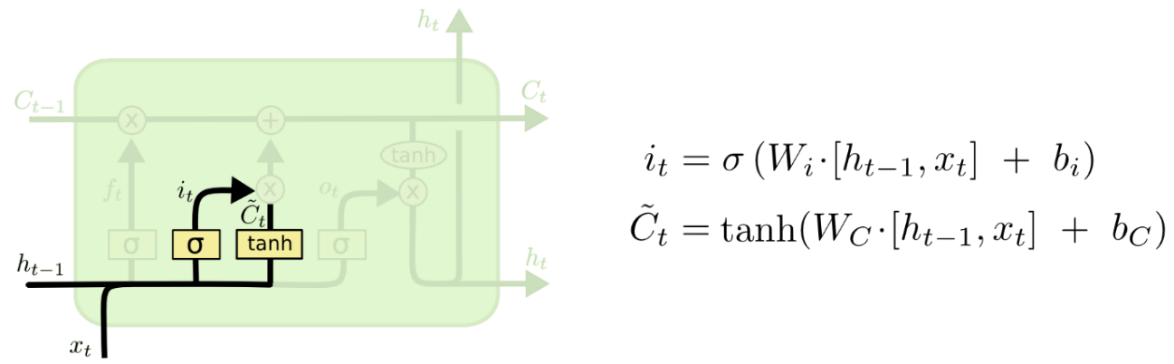 h_t
C_{t-1}
C_t
×
+
tanh
f_t
i_t
×
o_t
×
C̃_t
σ
σ
tanh
σ
h_{t-1}
h_t
x_t
i_t = σ (W_i·[h_{t-1}, x_t] + b_i)
C̃_t = tanh(W_C·[h_{t-1}, x_t] + b_C)